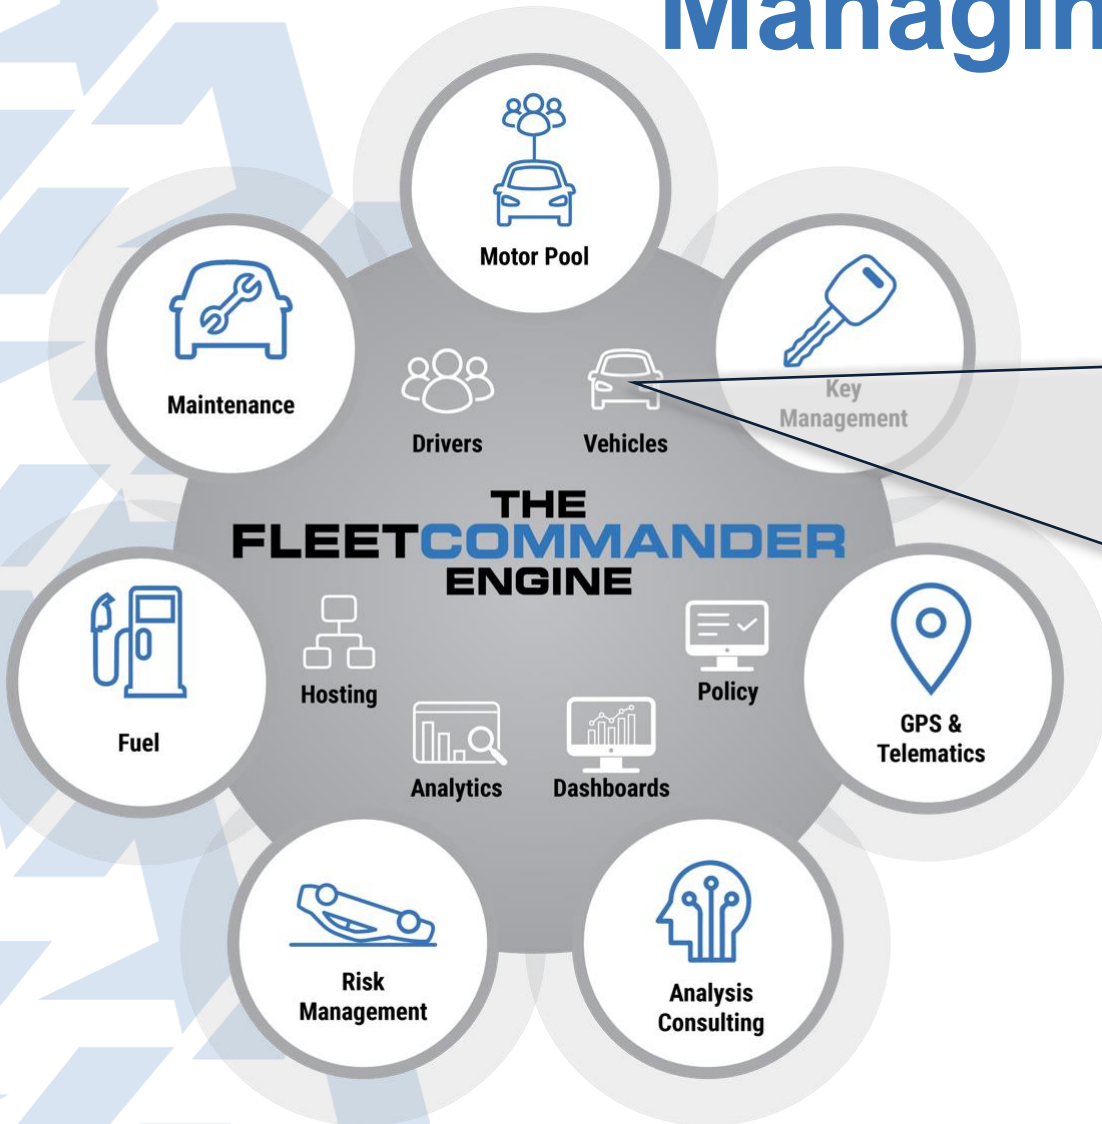 Managin
Motor Pool
Maintenance
Key
Management
Drivers
Vehicles
THE
FLEETCOMMANDER
ENGINE
Hosting
Policy
Fuel
GPS &
Telematics
Analytics
Dashboards
Risk
Management
Analysis
Consulting